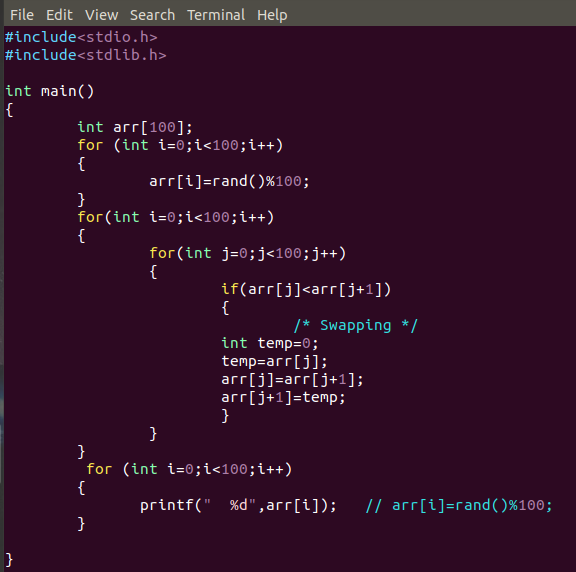 File Edit View Search Terminal Help
#include<stdio.h>
#include<stdlib.h>
int main()
{
int arr[100];
for (int i=0;i<100;i++)
{
arr[i]=rand()%100;
}
for(int i=0;i<100;i++)
{
for(int j=0;j<100;j++)
{
if(arr[j]<arr[j+1])
{
/* Swapping */
int temp=0;
temp=arr[j];
arr[j]=arr[j+1];
arr[j+1]=temp;
}
}
}
for (int i=0;i<100;i++)
{
printf("  %d",arr[i]);   // arr[i]=rand()%100;
}
}